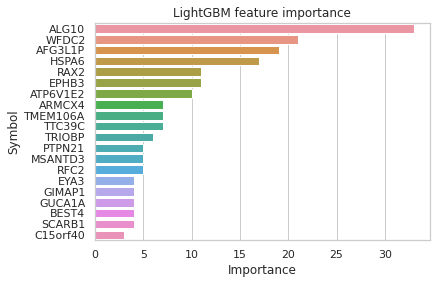 LightGBM feature importance
ALG10
WFDC2
AFG3L1P
HSPA6
RAX2
EPHB3
ATP6V1E2
ARMCX4
TMEM106A
TTC39C
TRIOBP
PTPN21
MSANTD3
RFC2
EYA3
GIMAP1
GUCA1A
BEST4
SCARB1
C15orf40
Symbol
0 5 10 15 20 25 30
Importance